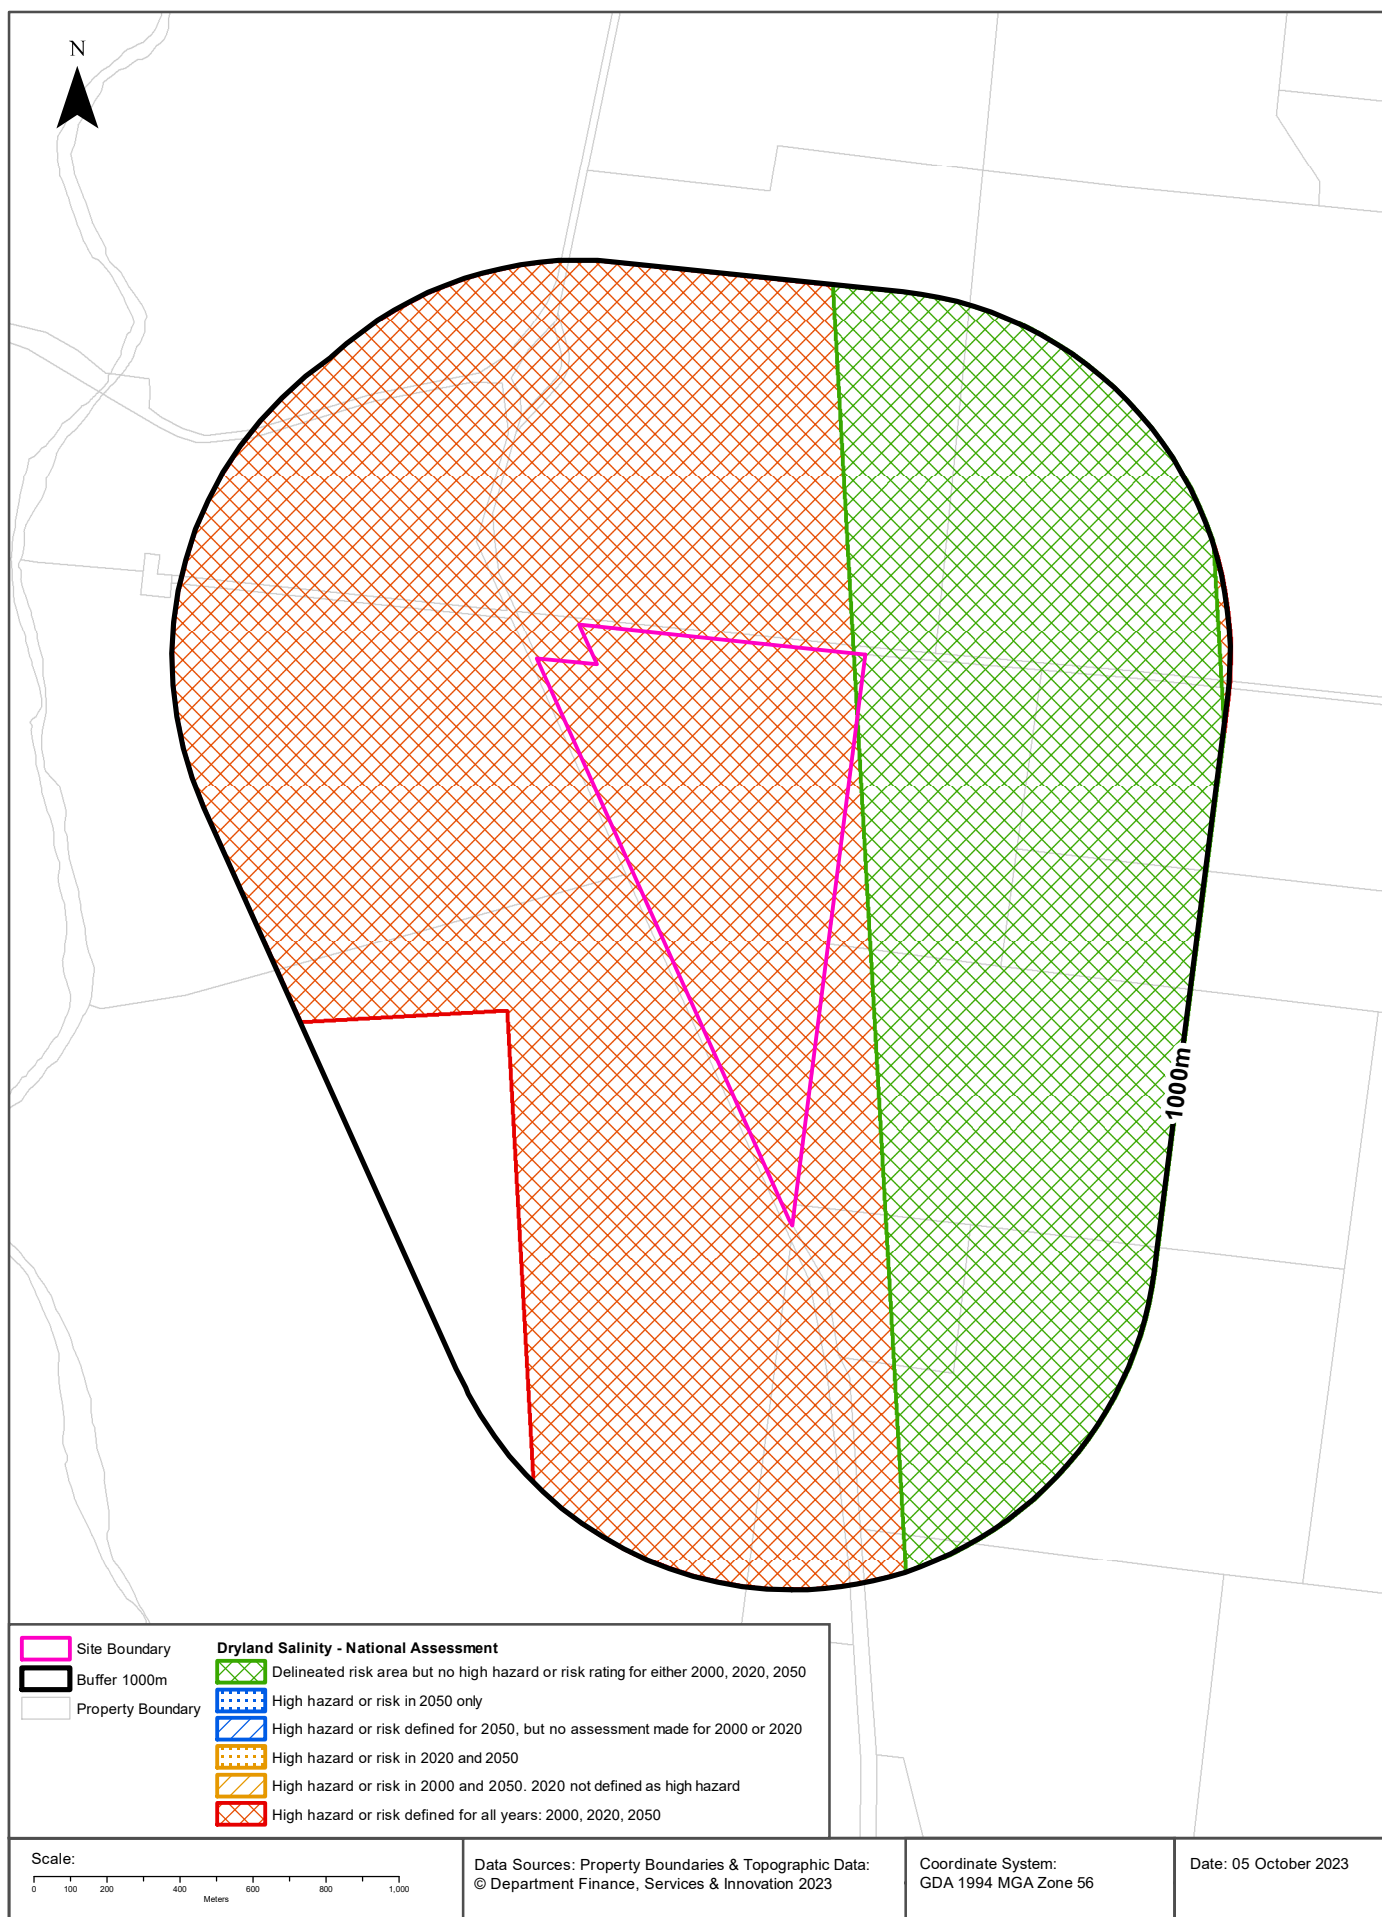 N
1000m
Site Boundary
Buffer 1000m
Property Boundary
Dryland Salinity - National Assessment
Delineated risk area but no high hazard or risk rating for either 2000, 2020, 2050
High hazard or risk in 2050 only
High hazard or risk defined for 2050, but no assessment made for 2000 or 2020
High hazard or risk in 2020 and 2050
High hazard or risk in 2000 and 2050. 2020 not defined as high hazard
High hazard or risk defined for all years: 2000, 2020, 2050
Scale:
0 100 200 400 600 800 1,000
Meters
Data Sources: Property Boundaries & Topographic Data:
© Department Finance, Services & Innovation 2023
Coordinate System:
GDA 1994 MGA Zone 56
Date: 05 October 2023